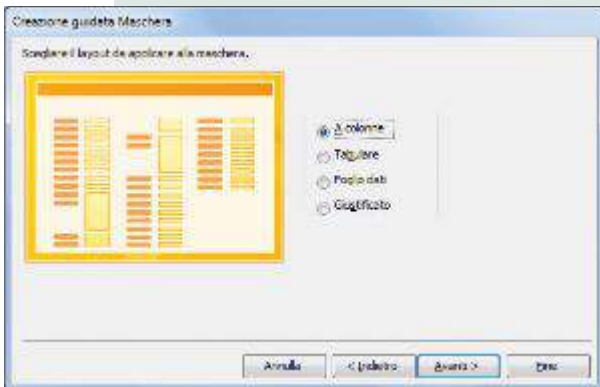 Creazione guidata Maschera
Scegliere il layout da applicare alla maschera.
A colonne
Tabulare
Foglio dati
Giustificato
Annulla
< Indietro
Avanti >
Fine